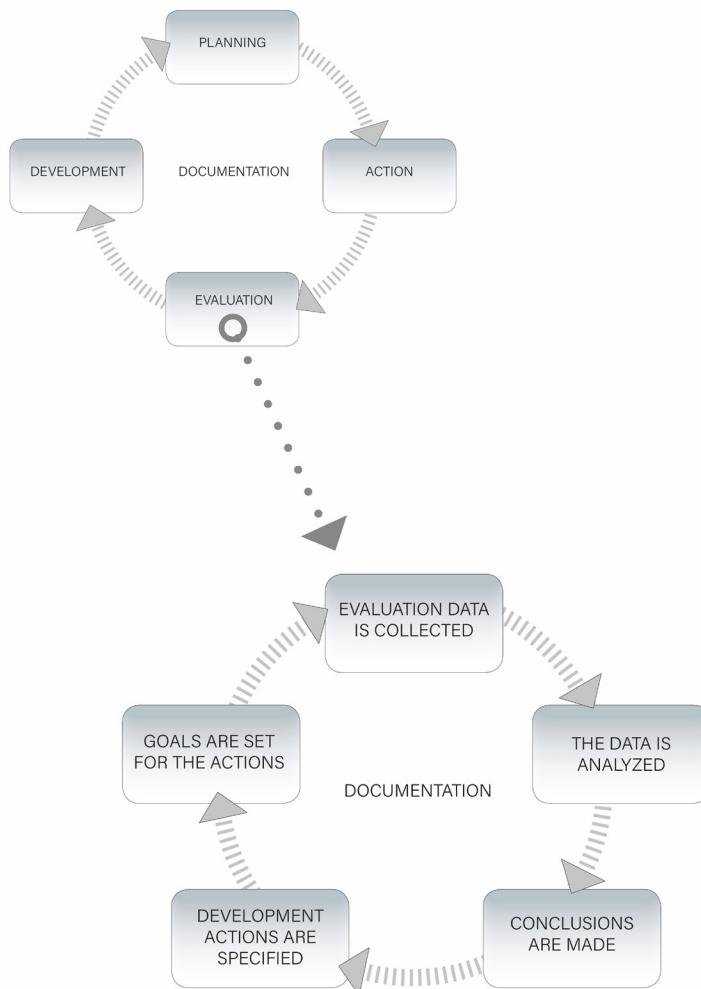 PLANNING
DEVELOPMENT
DOCUMENTATION
ACTION
EVALUATION
EVALUATION DATA
IS COLLECTED
GOALS ARE SET
FOR THE ACTIONS
THE DATA IS
ANALYZED
DOCUMENTATION
DEVELOPMENT
ACTIONS ARE
SPECIFIED
CONCLUSIONS
ARE MADE